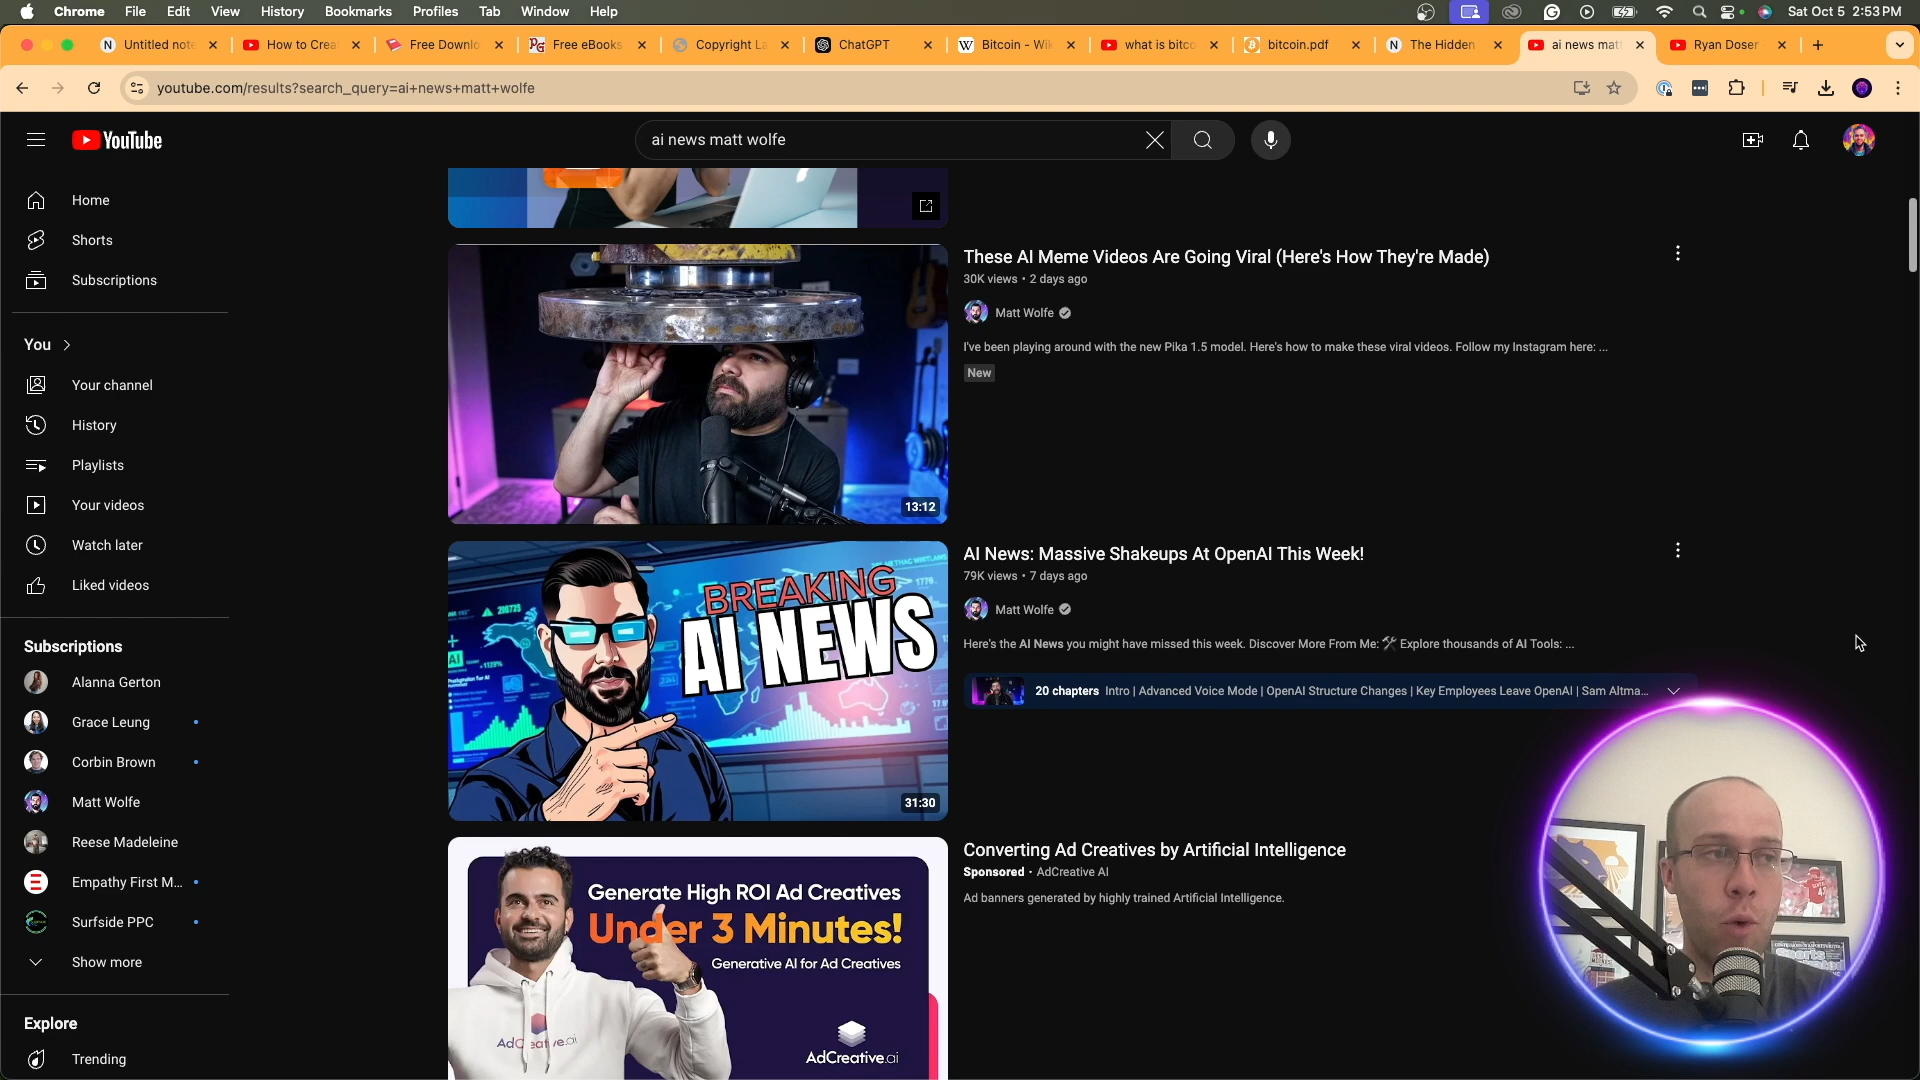 Chrome File Edit View History Bookmarks Profiles Tab Window Help
Sat Oct 5 2:53 PM
Untitled note
How to Crea
Free Downlo
Free eBooks
Copyright La
ChatGPT
Bitcoin - Wik
what is bitco
bitcoin.pdf
The Hidden
ai news mat
Ryan Doser
youtube.com/results?search_query=ai+news+matt+wolfe
YouTube
ai news matt wolfe
Home
Shorts
Subscriptions
You
Your channel
History
Playlists
Your videos
Watch later
Liked videos
Subscriptions
Alanna Gerton
Grace Leung
Corbin Brown
Matt Wolfe
Reese Madeleine
Empathy First M...
Surfside PPC
Show more
Explore
Trending
These AI Meme Videos Are Going Viral (Here's How They're Made)
30K views • 2 days ago
Matt Wolfe
I've been playing around with the new Pika 1.5 model. Here's how to make these viral videos. Follow my Instagram here: ...
New
13:12
AI News: Massive Shakeups At OpenAI This Week!
79K views • 7 days ago
Matt Wolfe
Here's the AI News you might have missed this week. Discover More From Me: 🛠 Explore thousands of AI Tools: ...
20 chapters Intro | Advanced Voice Mode | OpenAI Structure Changes | Key Employees Leave OpenAI | Sam Altma...
BREAKING
AI NEWS
31:30
Converting Ad Creatives by Artificial Intelligence
Sponsored • AdCreative AI
Ad banners generated by highly trained Artificial Intelligence.
Generate High ROI Ad Creatives
Under 3 Minutes!
Generative AI for Ad Creatives
AdCreative.ai
AdCreative.ai